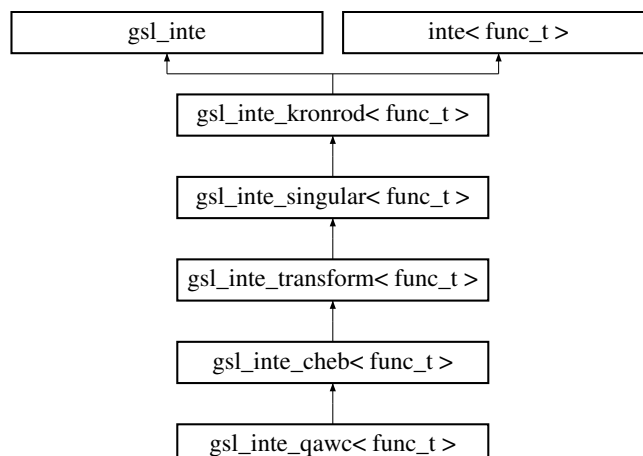 gsl_inte
inte< func_t >
gsl_inte_kronrod< func_t >
gsl_inte_singular< func_t >
gsl_inte_transform< func_t >
gsl_inte_cheb< func_t >
gsl_inte_qawc< func_t >